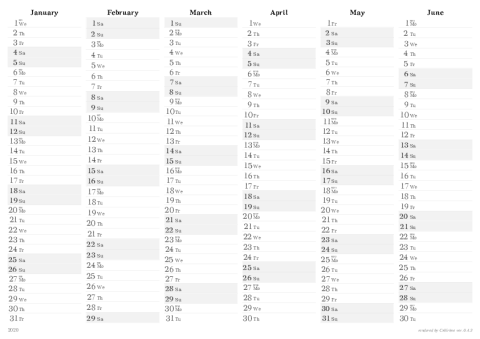 January
1 We
2 Th
3 Fr
4 Sa
5 Su
6 Mo
7 Tu
8 We
9 Th
10 Fr
11 Sa
12 Su
13 Mo
14 Tu
15 We
16 Th
17 Fr
18 Sa
19 Su
20 Mo
21 Tu
22 We
23 Th
24 Fr
25 Sa
26 Su
27 Mo
28 Tu
29 We
30 Th
31 Fr
February
1 Sa
2 Su
3 Mo
4 Tu
5 We
6 Th
7 Fr
8 Sa
9 Su
10 Mo
11 Tu
12 We
13 Th
14 Fr
15 Sa
16 Su
17 Mo
18 Tu
19 We
20 Th
21 Fr
22 Sa
23 Su
24 Mo
25 Tu
26 We
27 Th
28 Fr
29 Sa
March
1 Su
2 Mo
3 Tu
4 We
5 Th
6 Fr
7 Sa
8 Su
9 Mo
10 Tu
11 We
12 Th
13 Fr
14 Sa
15 Su
16 Mo
17 Tu
18 We
19 Th
20 Fr
21 Sa
22 Su
23 Mo
24 Tu
25 We
26 Th
27 Fr
28 Sa
29 Su
30 Mo
31 Tu
April
1 We
2 Th
3 Fr
4 Sa
5 Su
6 Mo
7 Tu
8 We
9 Th
10 Fr
11 Sa
12 Su
13 Mo
14 Tu
15 We
16 Th
17 Fr
18 Sa
19 Su
20 Mo
21 Tu
22 We
23 Th
24 Fr
25 Sa
26 Su
27 Mo
28 Tu
29 We
30 Th
May
1 Fr
2 Sa
3 Su
4 Mo
5 Tu
6 We
7 Th
8 Fr
9 Sa
10 Su
11 Mo
12 Tu
13 We
14 Th
15 Fr
16 Sa
17 Su
18 Mo
19 Tu
20 We
21 Th
22 Fr
23 Sa
24 Su
25 Mo
26 Tu
27 We
28 Th
29 Fr
30 Sa
31 Su
June
1 Mo
2 Tu
3 We
4 Th
5 Fr
6 Sa
7 Su
8 Mo
9 Tu
10 We
11 Th
12 Fr
13 Sa
14 Su
15 Mo
16 Tu
17 We
18 Th
19 Fr
20 Sa
21 Su
22 Mo
23 Tu
24 We
25 Th
26 Fr
27 Sa
28 Su
29 Mo
30 Tu
2020